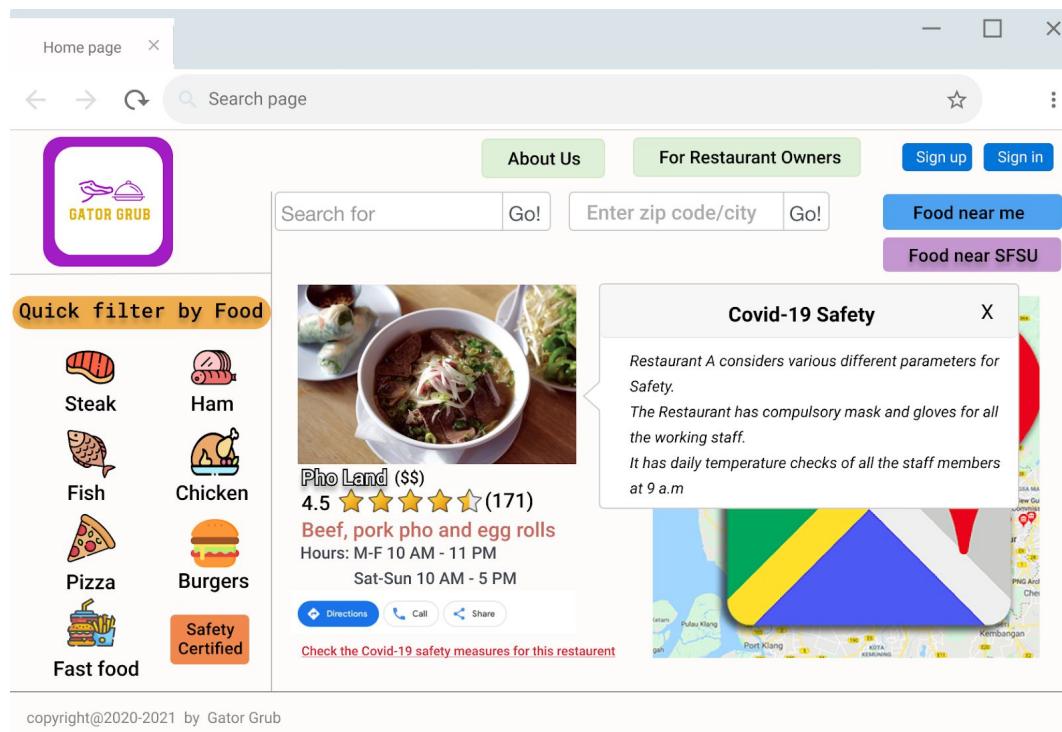 Home page
Search page
GATOR GRUB
About Us
For Restaurant Owners
Sign up
Sign in
Search for
Go!
Enter zip code/city
Go!
Food near me
Food near SFSU
Quick filter by Food
Steak
Ham
Fish
Chicken
Pizza
Burgers
Fast food
Safety
Certified
Pho Land ($$)
4.5 (171)
Beef, pork pho and egg rolls
Hours: M-F 10 AM - 11 PM
Sat-Sun 10 AM - 5 PM
Directions
Call
Share
Check the Covid-19 safety measures for this restaurent
Covid-19 Safety
X
Restaurant A considers various different parameters for
Safety.
The Restaurant has compulsory mask and gloves for all
the working staff.
It has daily temperature checks of all the staff members
at 9 a.m
Pulau Klang
Port Klang
KOTA
KEMUNING
Kembangan
copyright@2020-2021 by Gator Grub